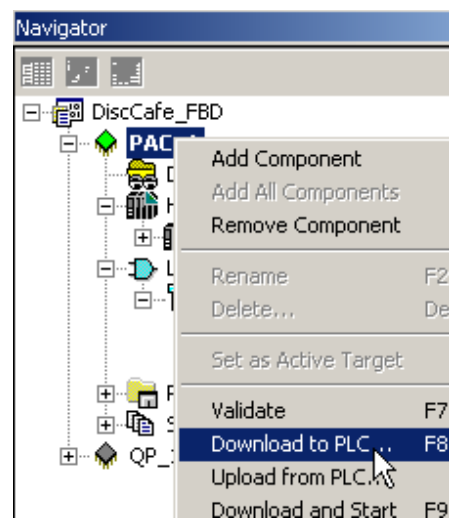 Navigator
DiscCafe_FBD
Add Component
Add All Components
Remove Component
Rename F2
Delete...
Set as Active Target
Validate F7
Download to PLC... F8
Upload from PLC...
Download and Start F9